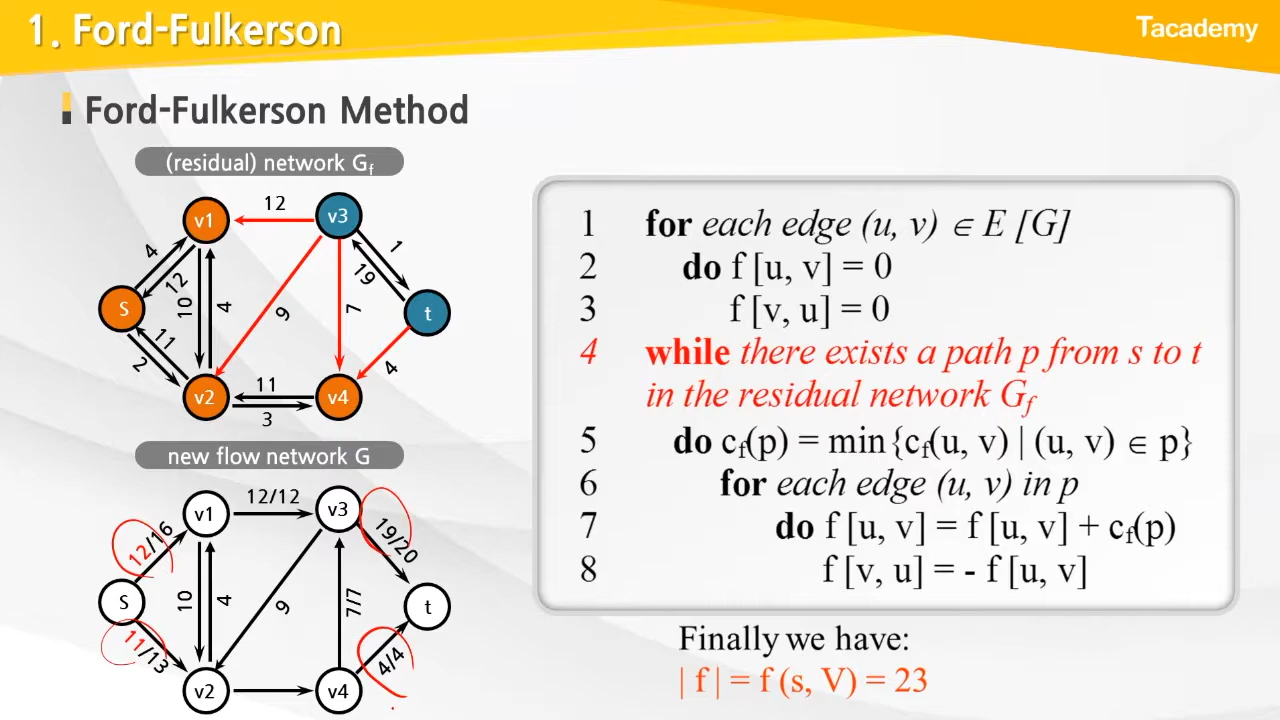 1. Ford-Fulkerson
Tacademy
Ford-Fulkerson Method
(residual) network Gf
12
v1
v3
4
12
1
19
S
10
4
9
7
t
11
2
4
v2
11
v4
3
new flow network G
12/12
v1
v3
12/16
19/20
S
10
4
9
7/7
t
11/13
4/4
v2
v4
1 for each edge (u, v) ∈ E [G]
2 do f [u, v] = 0
3 f [v, u] = 0
4 while there exists a path p from s to t
in the residual network Gf
5 do cf(p) = min{cf(u, v) | (u, v) ∈ p}
6 for each edge (u, v) in p
7 do f [u, v] = f [u, v] + cf(p)
8 f [v, u] = - f [u, v]
Finally we have:
| f | = f (s, V) = 23